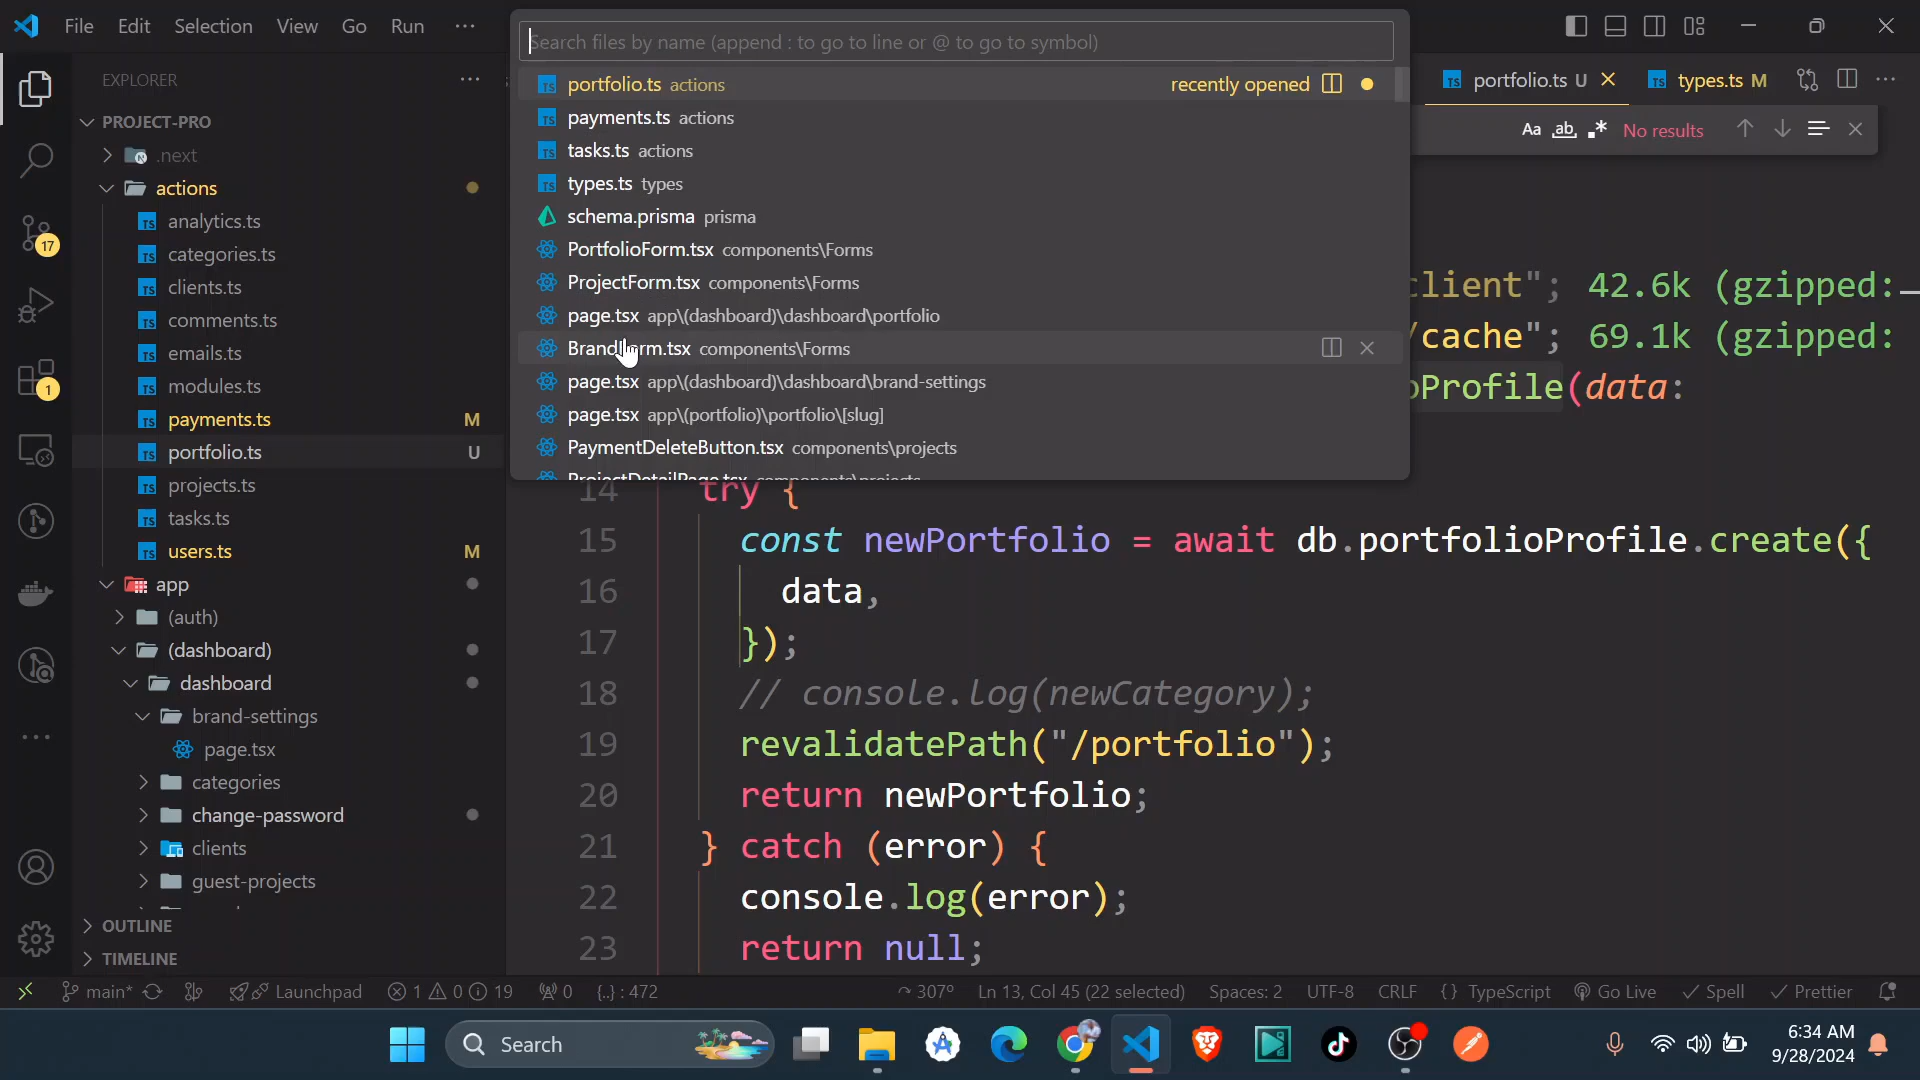 File Edit Selection View Go Run ···
Search files by name (append : to go to line or @ to go to symbol)
portfolio.ts actions recently opened
payments.ts actions
tasks.ts actions
types.ts types
schema.prisma prisma
PortfolioForm.tsx components\Forms
ProjectForm.tsx components\Forms
page.tsx app\(dashboard)\dashboard\portfolio
BrandForm.tsx components\Forms
page.tsx app\(dashboard)\dashboard\brand-settings
page.tsx app\(portfolio)\portfolio\[slug]
PaymentDeleteButton.tsx components\projects
ProjectDetailPage.tsx components\projects
portfolio.ts U
types.ts M
Aa ab No results
EXPLORER
PROJECT-PRO
.next
actions
analytics.ts
categories.ts
clients.ts
comments.ts
emails.ts
modules.ts
payments.ts M
portfolio.ts U
projects.ts
tasks.ts
users.ts M
app
(auth)
(dashboard)
dashboard
brand-settings
page.tsx
categories
change-password
clients
guest-projects
OUTLINE
TIMELINE
17
1
client"; 42.6k (gzipped:
/cache"; 69.1k (gzipped:
oProfile(data:
14 try {
15 const newPortfolio = await db.portfolioProfile.create({
16 data,
17 });
18 // console.log(newCategory);
19 revalidatePath("/portfolio");
20 return newPortfolio;
21 } catch (error) {
22 console.log(error);
23 return null;
main* Launchpad 1 0 19 0 {..} : 472 307° Ln 13, Col 45 (22 selected) Spaces: 2 UTF-8 CRLF {} TypeScript Go Live Spell Prettier
Search
6:34 AM
9/28/2024